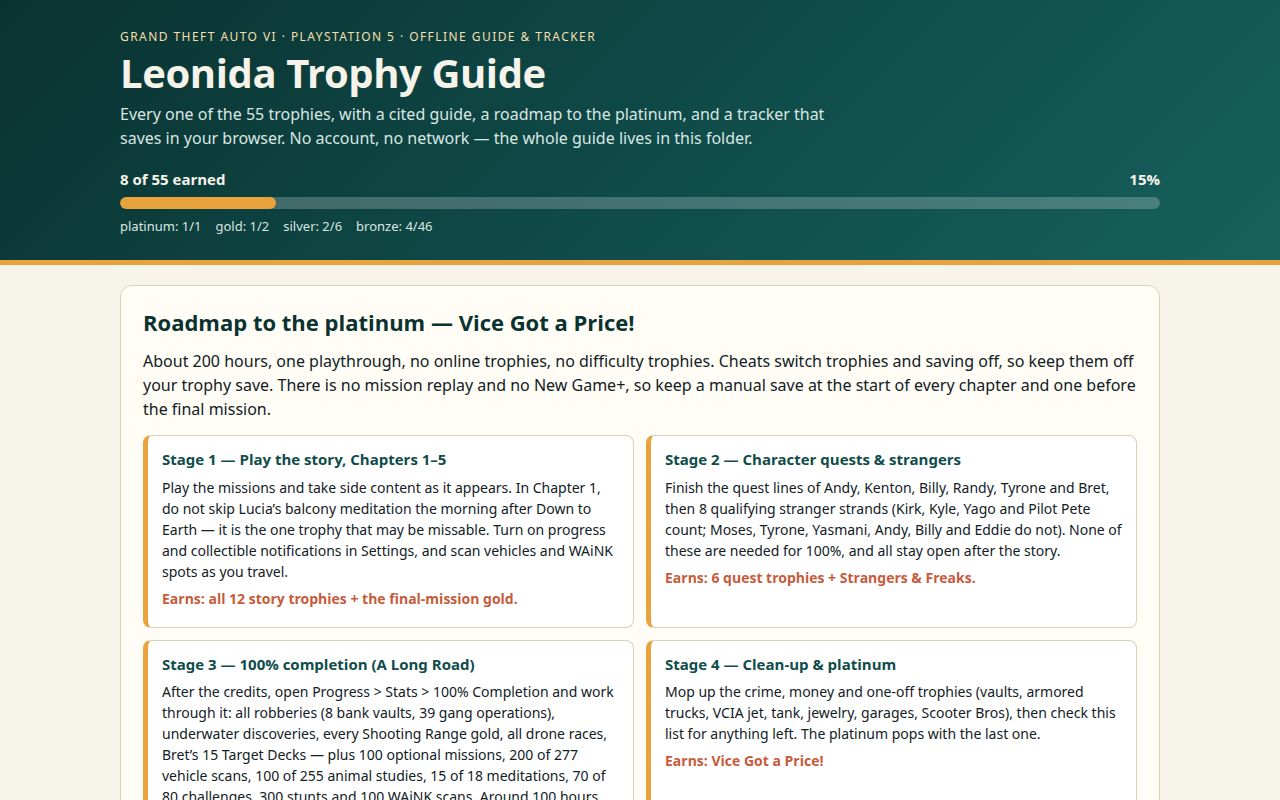 GRAND THEFT AUTO VI · PLAYSTATION 5 · OFFLINE GUIDE & TRACKER
Leonida Trophy Guide
Every one of the 55 trophies, with a cited guide, a roadmap to the platinum, and a tracker that
saves in your browser. No account, no network — the whole guide lives in this folder.
8 of 55 earned
15%
platinum: 1/1 gold: 1/2 silver: 2/6 bronze: 4/46
Roadmap to the platinum — Vice Got a Price!
About 200 hours, one playthrough, no online trophies, no difficulty trophies. Cheats switch trophies and saving off, so keep them off
your trophy save. There is no mission replay and no New Game+, so keep a manual save at the start of every chapter and one before
the final mission.
Stage 1 — Play the story, Chapters 1–5
Play the missions and take side content as it appears. In Chapter 1,
do not skip Lucia’s balcony meditation the morning after Down to
Earth — it is the one trophy that may be missable. Turn on progress
and collectible notifications in Settings, and scan vehicles and WAiNK
spots as you travel.
Earns: all 12 story trophies + the final-mission gold.
Stage 2 — Character quests & strangers
Finish the quest lines of Andy, Kenton, Billy, Randy, Tyrone and Bret,
then 8 qualifying stranger strands (Kirk, Kyle, Yago and Pilot Pete
count; Moses, Tyrone, Yasmani, Andy, Billy and Eddie do not). None of
these are needed for 100%, and all stay open after the story.
Earns: 6 quest trophies + Strangers & Freaks.
Stage 3 — 100% completion (A Long Road)
After the credits, open Progress > Stats > 100% Completion and work
through it: all robberies (8 bank vaults, 39 gang operations),
underwater discoveries, every Shooting Range gold, all drone races,
Bret’s 15 Target Decks — plus 100 optional missions, 200 of 277
vehicle scans, 100 of 255 animal studies, 15 of 18 meditations, 70 of
80 challenges, 300 stunts and 100 WAiNK scans. Around 100 hours
Stage 4 — Clean-up & platinum
Mop up the crime, money and one-off trophies (vaults, armored
trucks, VCIA jet, tank, jewelry, garages, Scooter Bros), then check this
list for anything left. The platinum pops with the last one.
Earns: Vice Got a Price!